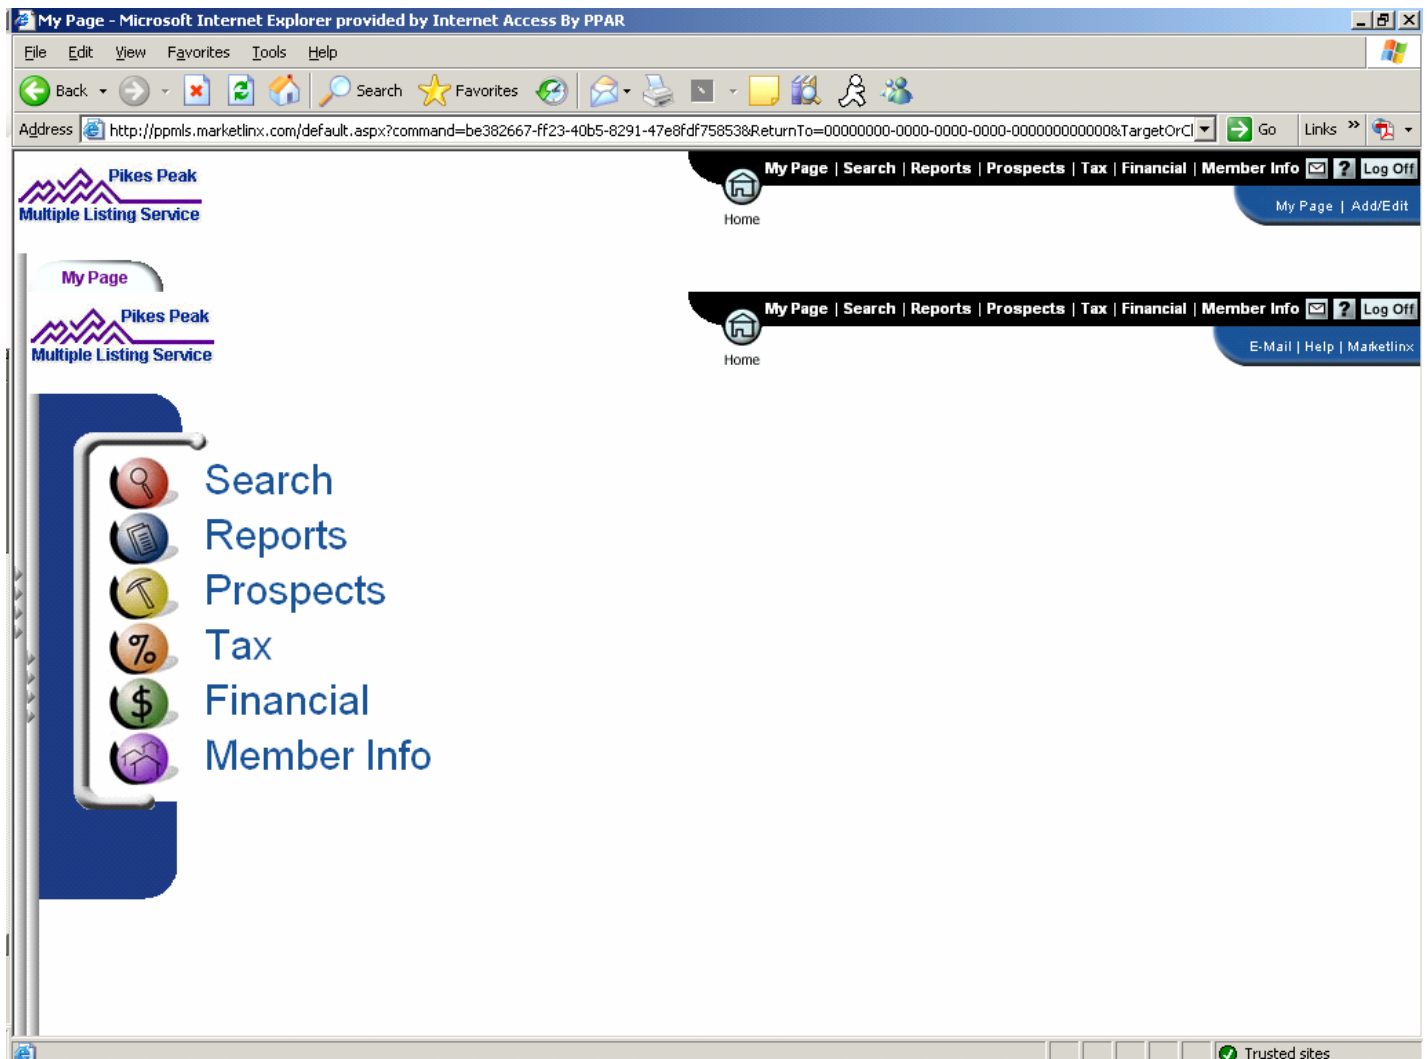 My Page - Microsoft Internet Explorer provided by Internet Access By PPAR
File Edit View Favorites Tools Help
Back Search Favorites
Address http://ppmls.marketlinx.com/default.aspx?command=be382667-ff23-40b5-8291-47e8fdf75853&ReturnTo=00000000-0000-0000-0000-000000000000&TargetOrCl Go Links »
Pikes Peak
Multiple Listing Service
My Page | Search | Reports | Prospects | Tax | Financial | Member Info ? Log Off
Home
My Page | Add/Edit
My Page
Pikes Peak
Multiple Listing Service
My Page | Search | Reports | Prospects | Tax | Financial | Member Info ? Log Off
Home
E-Mail | Help | Marketlinx
Search
Reports
Prospects
% Tax
$ Financial
Member Info
Trusted sites